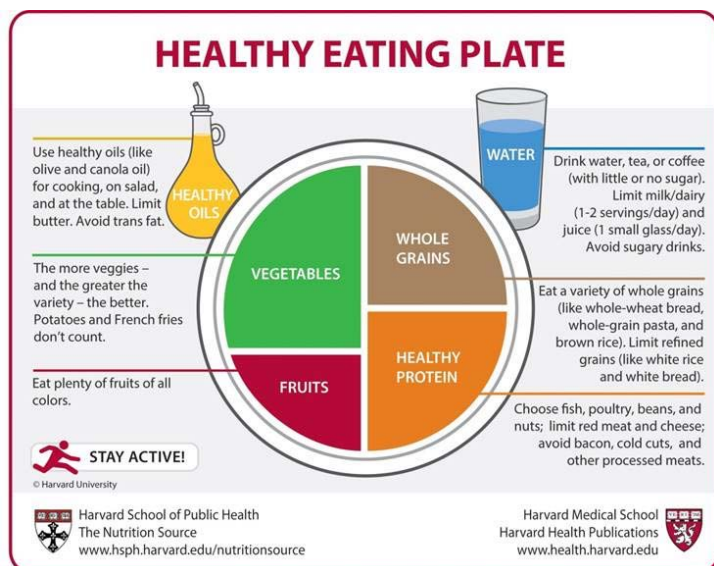 HEALTHY EATING PLATE
Use healthy oils (like
olive and canola oil)
for cooking, on salad,
and at the table. Limit
butter. Avoid trans fat.
HEALTHY
OILS
WATER
Drink water, tea, or coffee
(with little or no sugar).
Limit milk/dairy
(1-2 servings/day) and
juice (1 small glass/day).
Avoid sugary drinks.
The more veggies –
and the greater the
variety – the better.
Potatoes and French fries
don't count.
VEGETABLES
WHOLE
GRAINS
Eat a variety of whole grains
(like whole-wheat bread,
whole-grain pasta, and
brown rice). Limit refined
grains (like white rice
and white bread).
Eat plenty of fruits of all
colors.
FRUITS
HEALTHY
PROTEIN
Choose fish, poultry, beans, and
nuts; limit red meat and cheese;
avoid bacon, cold cuts, and
other processed meats.
STAY ACTIVE!
© Harvard University
Harvard School of Public Health
The Nutrition Source
www.hsph.harvard.edu/nutritionsource
Harvard Medical School
Harvard Health Publications
www.health.harvard.edu